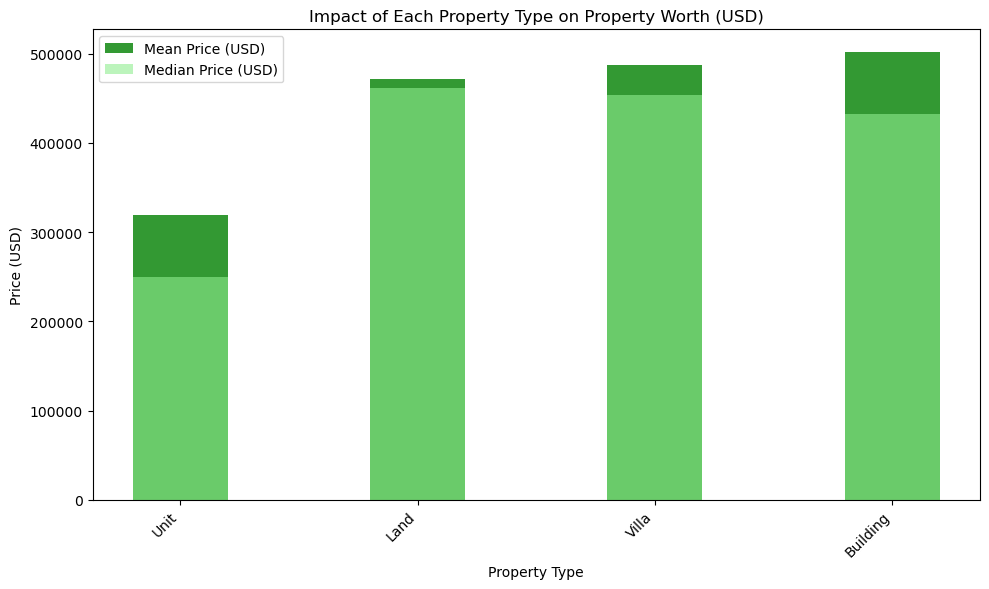 Impact of Each Property Type on Property Worth (USD)
Mean Price (USD)
Median Price (USD)
Price (USD)
500000
400000
300000
200000
100000
0
Unit
Land
Villa
Building
Property Type